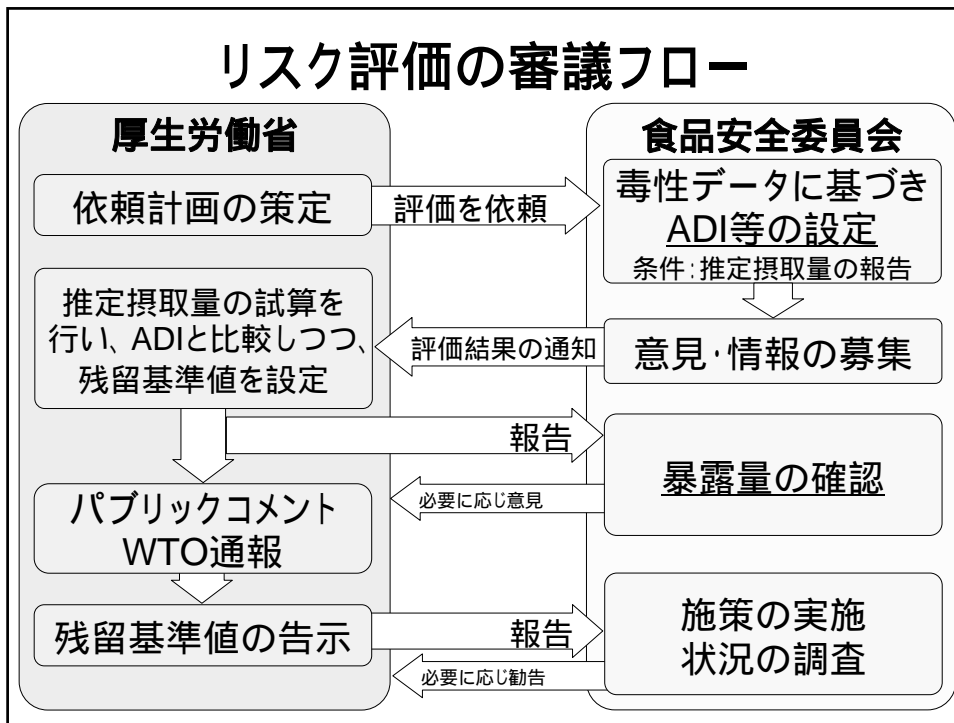 リスク評価の審議フロー
厚生労働省
食品安全委員会
依頼計画の策定
評価を依頼
毒性データに基づき
ADI等の設定
条件：推定摂取量の報告
推定摂取量の試算を
行い、ADIと比較しつつ、
残留基準値を設定
評価結果の通知
意見・情報の募集
報告
暴露量の確認
必要に応じ意見
パブリックコメント
WTO通報
残留基準値の告示
報告
施策の実施
状況の調査
必要に応じ勧告